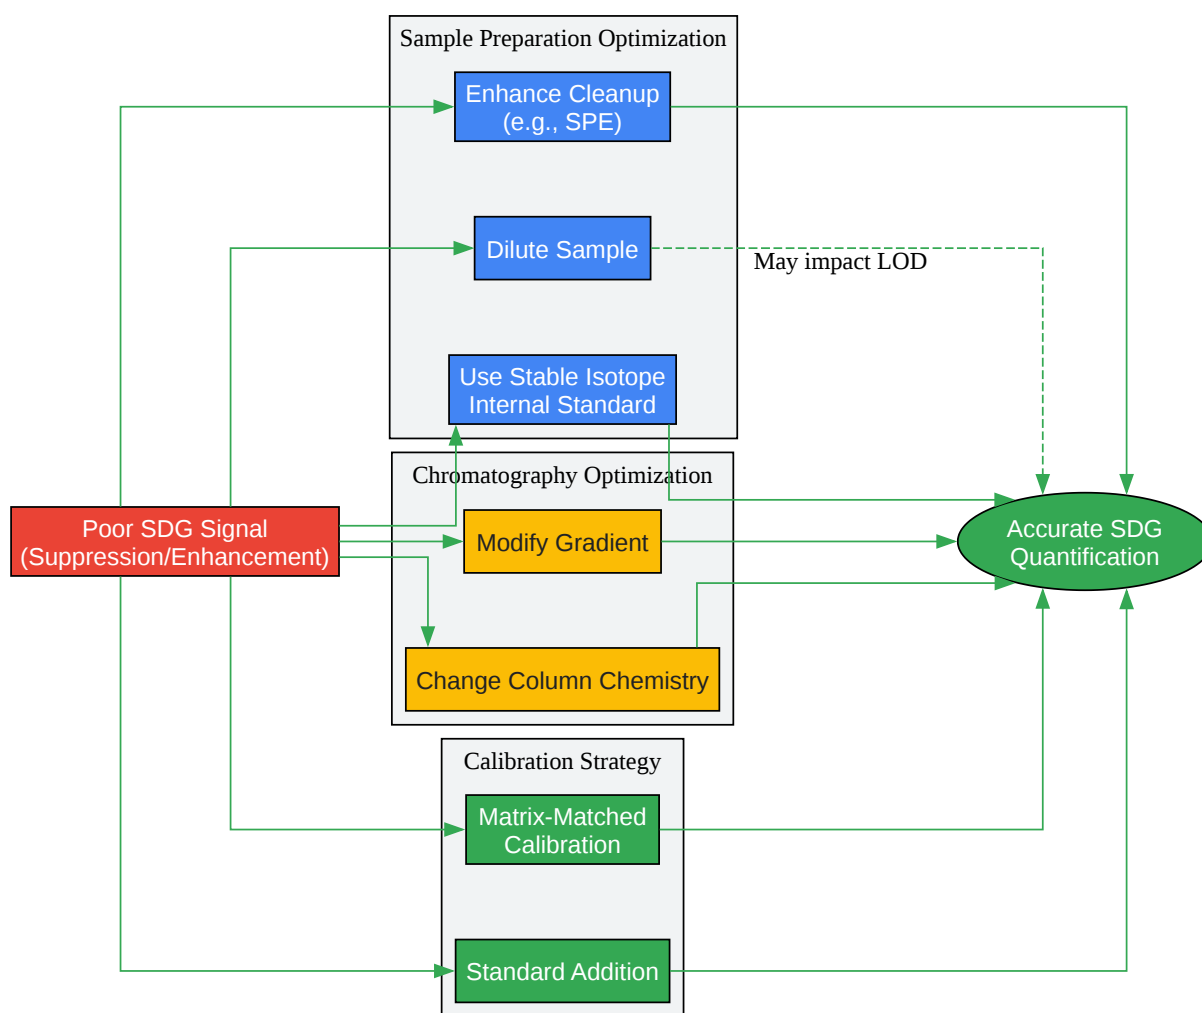 Sample Preparation Optimization
Enhance Cleanup
(e.g., SPE)
Dilute Sample
May impact LOD
Use Stable Isotope
Internal Standard
Chromatography Optimization
Poor SDG Signal
(Suppression/Enhancement)
Modify Gradient
Accurate SDG
Quantification
Change Column Chemistry
Calibration Strategy
Matrix-Matched
Calibration
Standard Addition